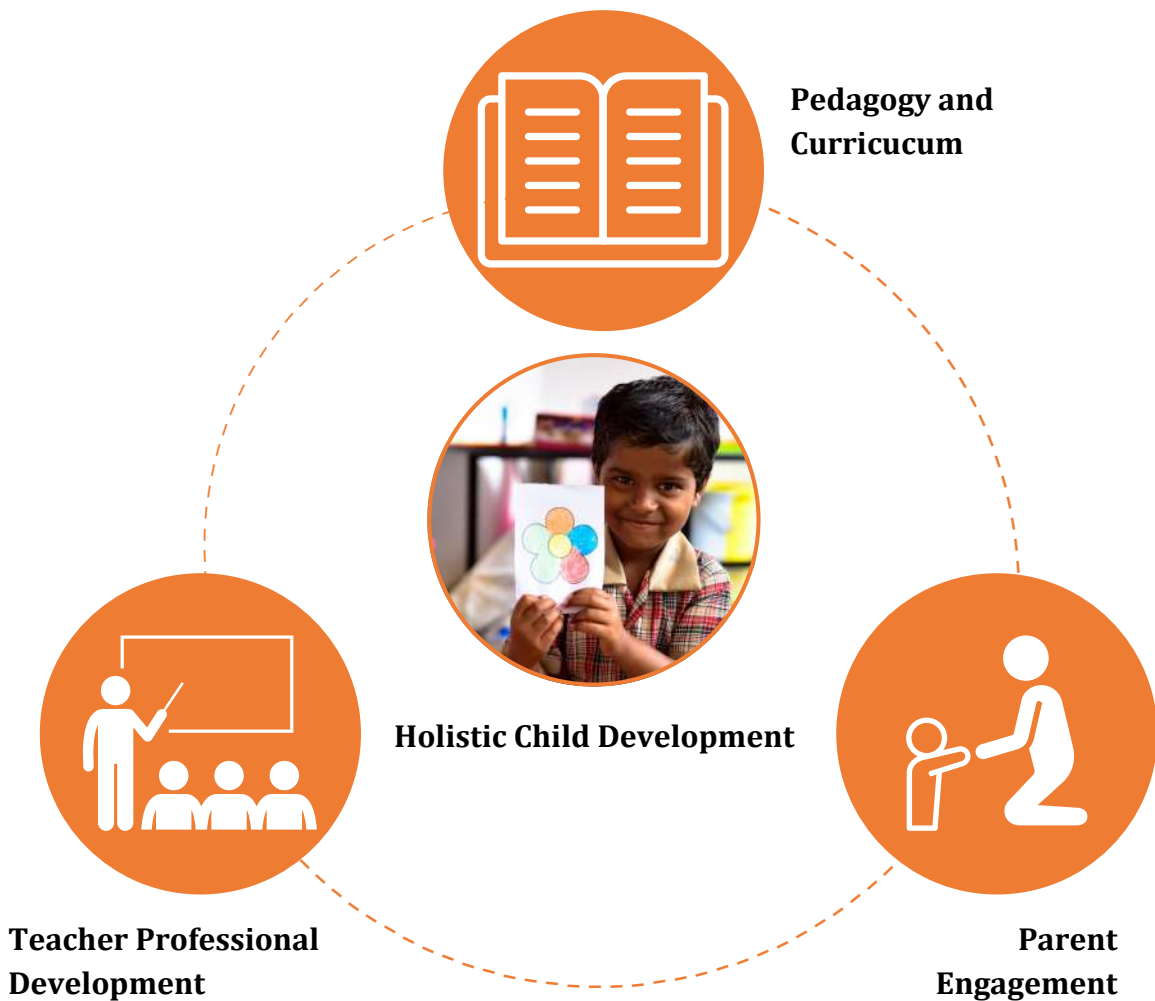 Pedagogy and
Curricucum
Holistic Child Development
Teacher Professional
Development
Parent
Engagement